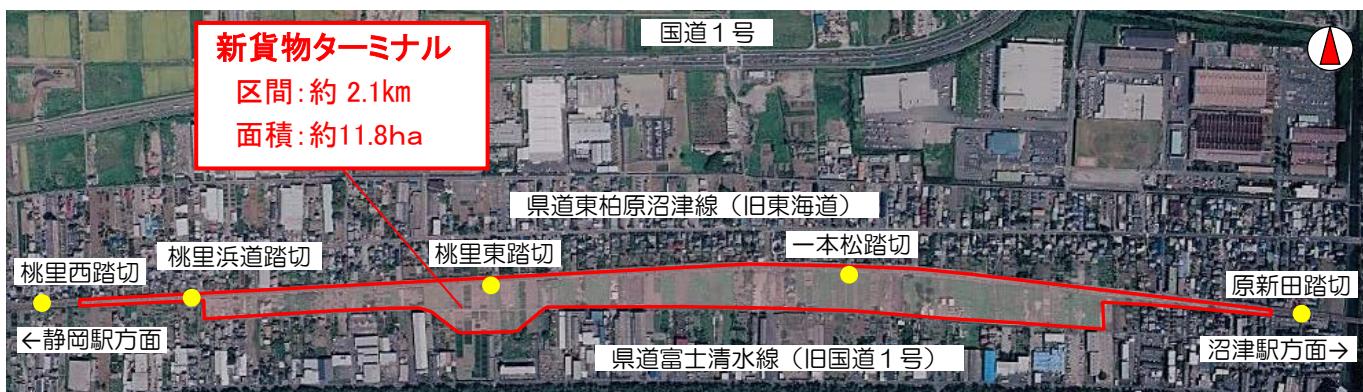 国道１号
新貨物ターミナル
区間：約 2.1km
面積：約11.8ｈａ
県道東柏原沼津線（旧東海道）
一本松踏切
桃里東踏切
桃里浜道踏切
桃里西踏切
原新田踏切
←静岡駅方面
県道富士清水線（旧国道１号）
沼津駅方面→